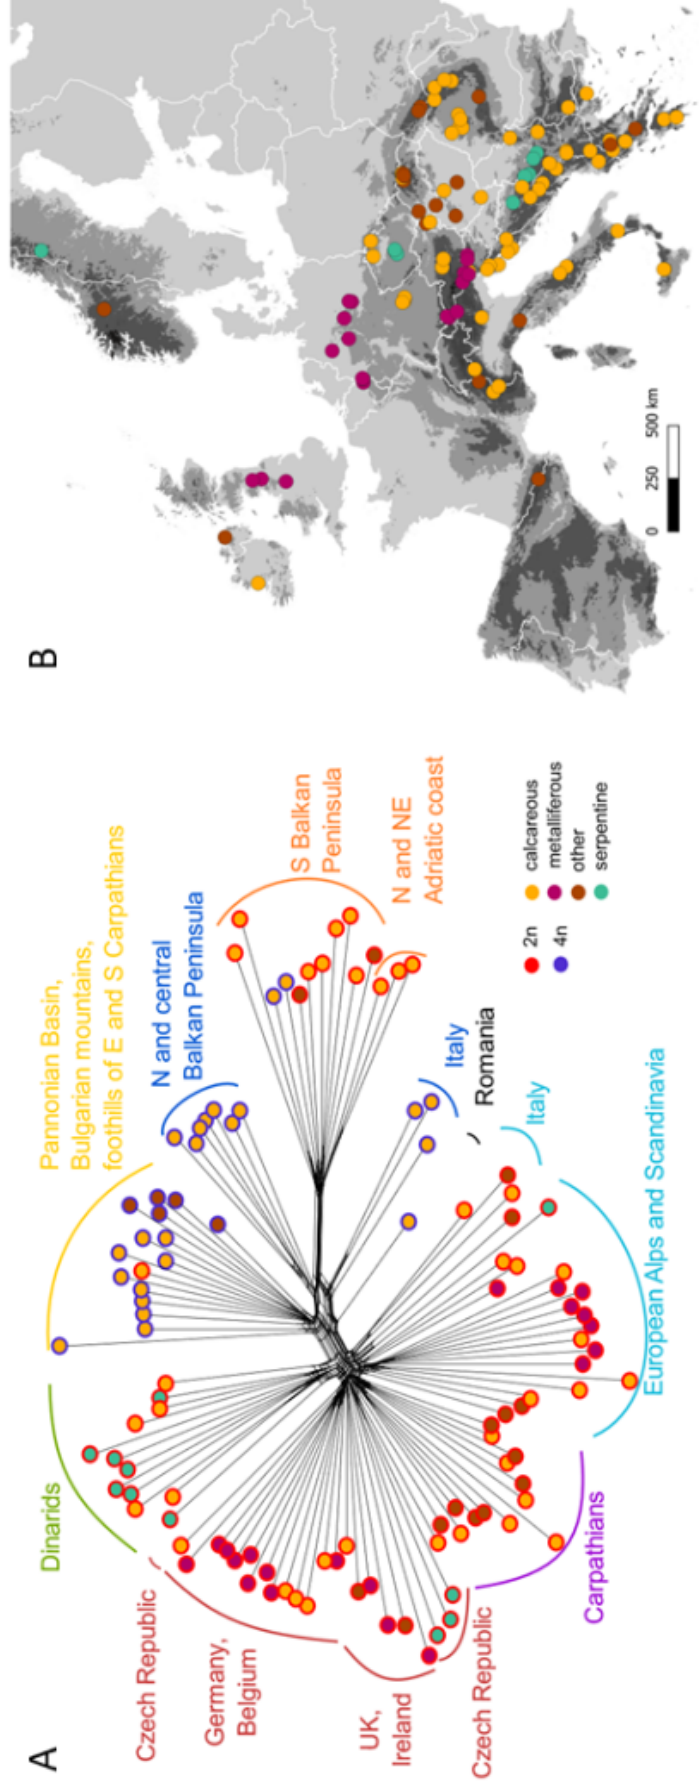 A
Dinarids
Pannonian Basin,
Bulgarian mountains,
foothills of E and S Carpathians
N and central
Balkan Peninsula
S Balkan
Peninsula
N and NE
Adriatic coast
Italy
Romania
Italy
European Alps and Scandinavia
Carpathians
Czech Republic
UK,
Ireland
Germany,
Belgium
Czech Republic
2n
4n
calcareous
metalliferous
other
serpentine
B
0 250 500 km